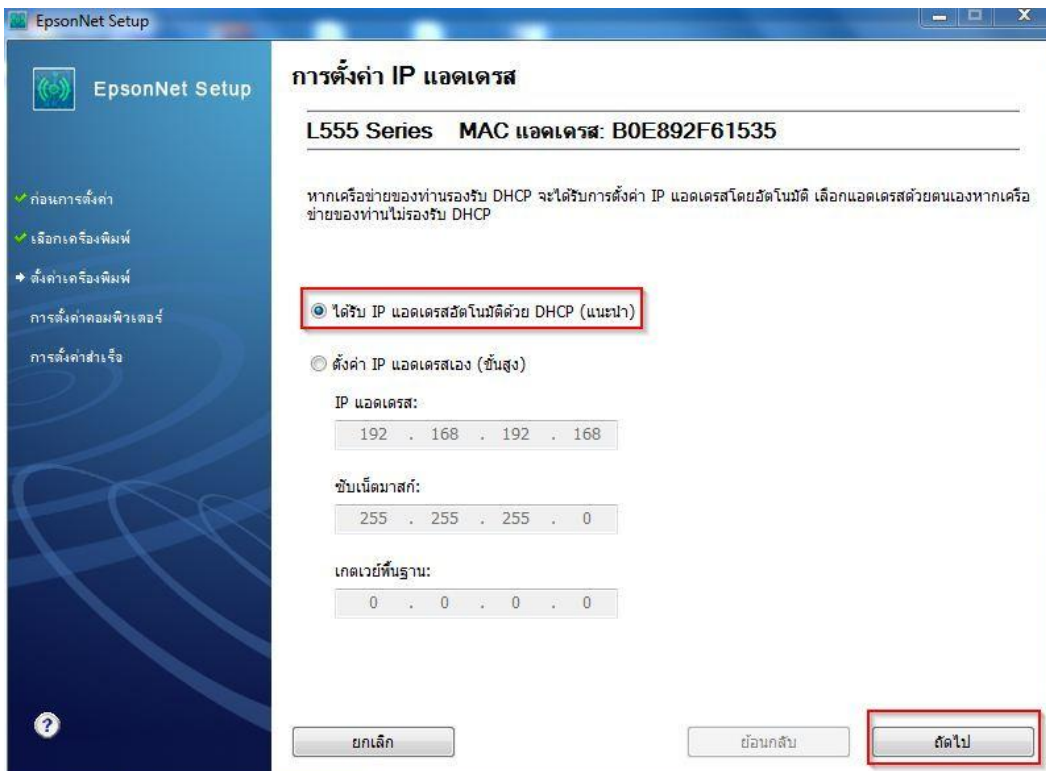 EpsonNet Setup
EpsonNet Setup
ก่อนการตั้งค่า
เลือกเครื่องพิมพ์
ตั้งค่าเครื่องพิมพ์
การตั้งค่าคอมพิวเตอร์
การตั้งค่าสำเร็จ
การตั้งค่า IP แอดเดรส
L555 Series MAC แอดเดรส: B0E892F61535
หากเครือข่ายของท่านรองรับ DHCP จะได้รับการตั้งค่า IP แอดเดรสโดยอัตโนมัติ เลือกแอดเดรสด้วยตนเองหากเครือ
ข่ายของท่านไม่รองรับ DHCP
ได้รับ IP แอดเดรสอัตโนมัติด้วย DHCP (แนะนำ)
ตั้งค่า IP แอดเดรสเอง (ขั้นสูง)
IP แอดเดรส:
192 . 168 . 192 . 168
ซับเน็ตมาสก์:
255 . 255 . 255 . 0
เกตเวย์พื้นฐาน:
0 . 0 . 0 . 0
ยกเลิก
ย้อนกลับ
ถัดไป